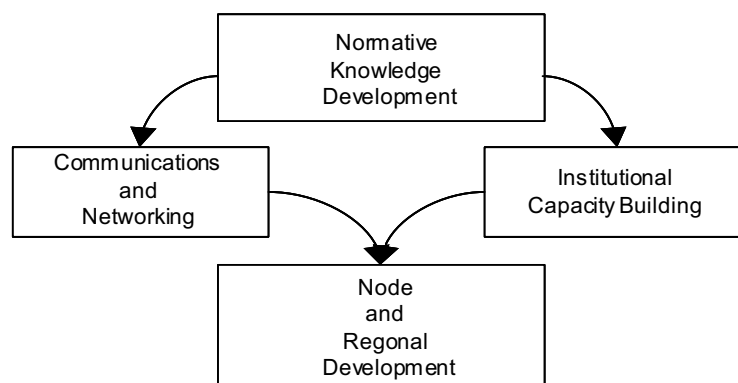 Normative
Knowledge
Development
Communications
and
Networking
Institutional
Capacity Building
Node
and
Regonal
Development